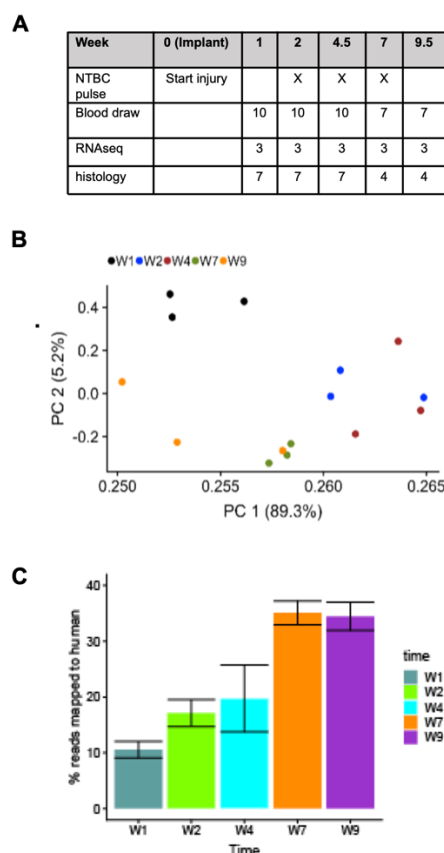 A
Week 0 (Implant) 1 2 4.5 7 9.5
NTBC pulse Start injury X X X
Blood draw 10 10 10 7 7
RNAseq 3 3 3 3 3
histology 7 7 7 4 4
B
W1 W2 W4 W7 W9
PC 2 (5.2%)
0.4
0.2
0.0
-0.2
0.250 0.255 0.260 0.265
PC 1 (89.3%)
C
% reads mapped to human
40
30
20
10
0
W1 W2 W4 W7 W9
Time
time
W1
W2
W4
W7
W9